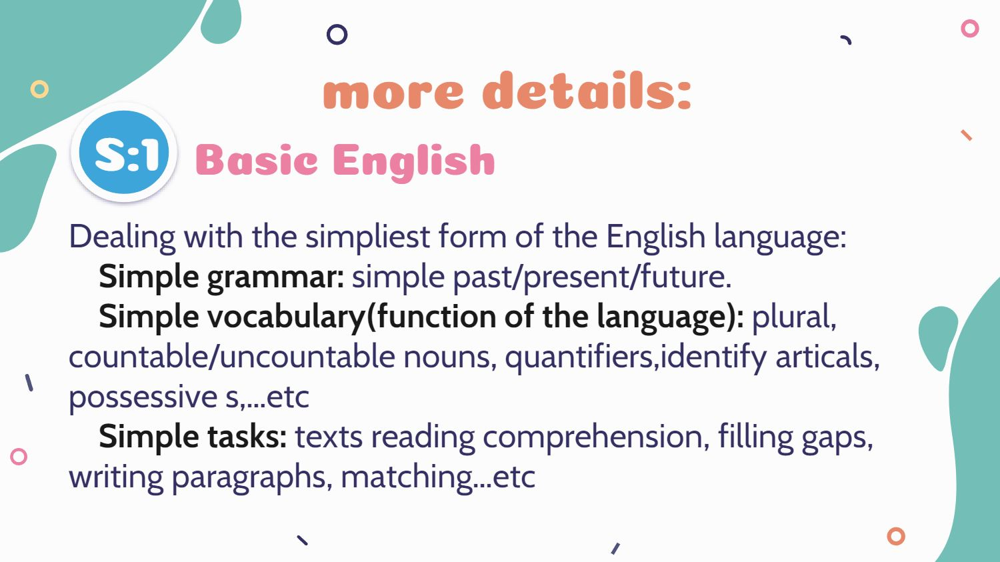 more details:
S:1 Basic English
Dealing with the simpliest form of the English language:
Simple grammar: simple past/present/future.
Simple vocabulary(function of the language): plural,
countable/uncountable nouns, quantifiers,identify articals,
possessive s,...etc
Simple tasks: texts reading comprehension, filling gaps,
writing paragraphs, matching...etc